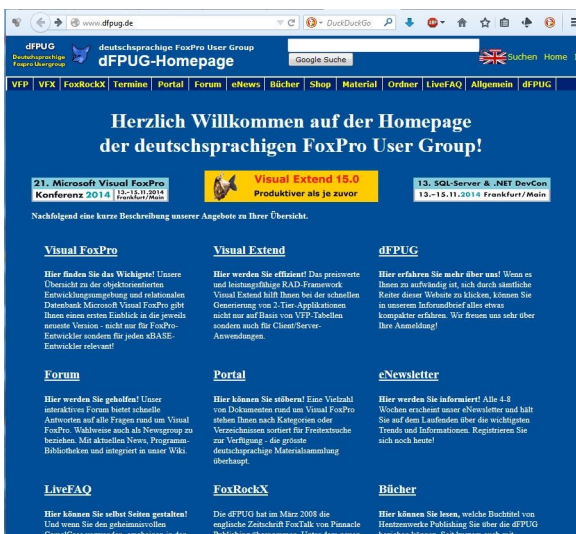 www.dfpug.de
DuckDuckGo
dFPUG
Deutschsprachige
Foxpro Usergroup
deutschsprachige FoxPro User Group
dFPUG-Homepage
Google Suche
Suchen Home
VFP VFX FoxRockX Termine Portal Forum eNews Bücher Shop Material Ordner LiveFAQ Allgemein dFPUG
Herzlich Willkommen auf der Homepage
der deutschsprachigen FoxPro User Group!
21. Microsoft Visual FoxPro
Konferenz 2014 13.-15.11.2014 Frankfurt/Main
Visual Extend 15.0
Produktiver als je zuvor
13. SQL-Server & .NET DevCon
13.-15.11.2014 Frankfurt/Main
Nachfolgend eine kurze Beschreibung unserer Angebote zu Ihrer Übersicht.
Visual FoxPro
Hier finden Sie das Wichigste! Unsere
Übersicht zu der objektorientierten
Entwicklungsumgebung und relationalen
Datenbank Microsoft Visual FoxPro gibt
Ihnen einen ersten Einblick in die jeweils
neueste Version - nicht nur für FoxPro-
Entwickler sondern für jeden xBASE-
Entwickler relevant!
Visual Extend
Hier werden Sie effizient! Das preiswerte
und leistungsfähige RAD-Framework
Visual Extend hilft Ihnen bei der schnellen
Generierung von 2-Tier-Applikationen
nicht nur auf Basis von VFP-Tabellen
sondern auch für Client/Server-
Anwendungen.
dFPUG
Hier erfahren Sie mehr über uns! Wenn es
Ihnen zu aufwändig ist, sich durch sämtliche
Reiter dieser Website zu klicken, können Sie
in unserem Inforundbrief alles etwas
kompakter erfahren. Wir freuen uns sehr über
Ihre Anmeldung!
Forum
Hier werden Sie geholfen! Unser
interaktives Forum bietet schnelle
Antworten auf alle Fragen rund um Visual
FoxPro. Wahlweise auch als Newsgroup zu
beziehen. Mit aktuellen News, Programm-
Bibliotheken und integriert in unser Wiki.
Portal
Hier können Sie stöbern! Eine Vielzahl
von Dokumenten rund um Visual FoxPro
stehen Ihnen nach Kategorien oder
Verzeichnissen sortiert für Freitextsuche
zur Verfügung - die grösste
deutschsprachige Materialsammlung
überhaupt.
eNewsletter
Hier werden Sie informiert! Alle 4-8
Wochen erscheint unser eNewsletter und hält
Sie auf dem Laufenden über die wichtigsten
Trends und Informationen. Registrieren Sie
sich noch heute!
LiveFAQ
Hier können Sie selbst Seiten gestalten!
Und wenn Sie den geheimnisvollen
FoxRockX
Die dFPUG hat im März 2008 die
englische Zeitschrift FoxTalk von Pinnacle
Bücher
Hier können Sie lesen, welche Buchtitel von
Hentzenwerke Publishing Sie über die dFPUG